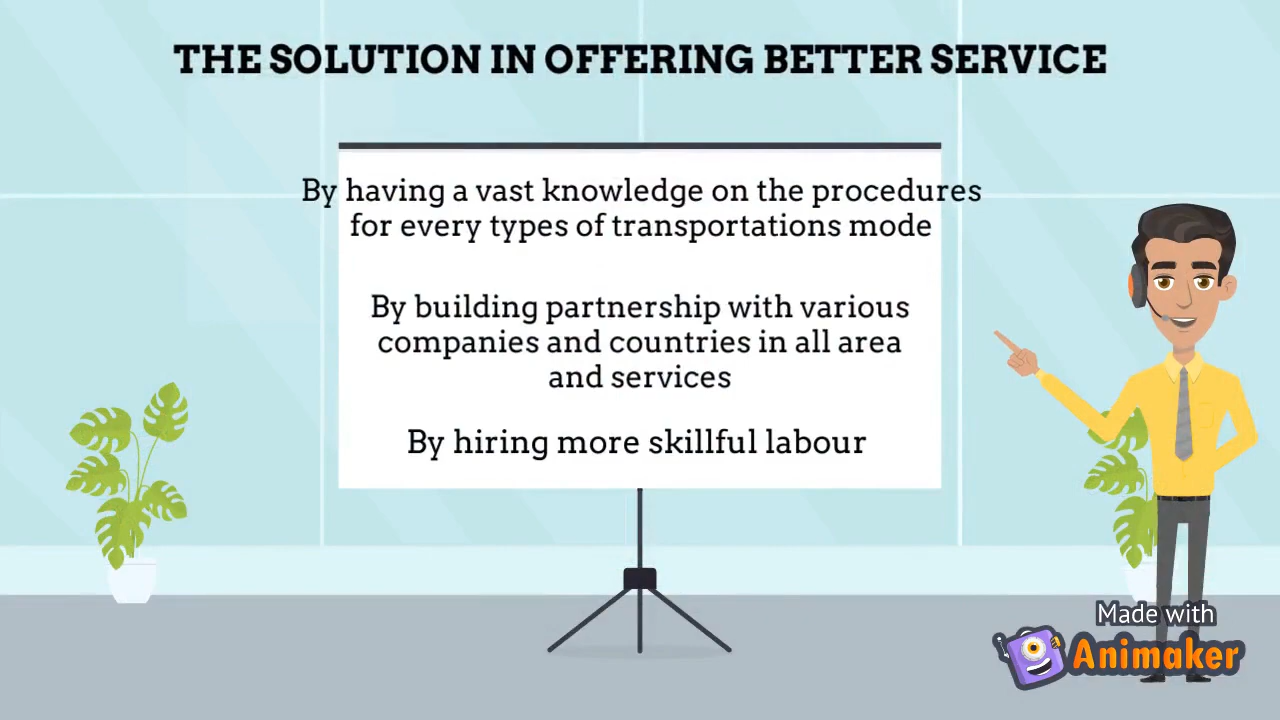 THE SOLUTION IN OFFERING BETTER SERVICE
By having a vast knowledge on the procedures
for every types of transportations mode
By building partnership with various
companies and countries in all area
and services
By hiring more skillful labour
Made with
Animaker